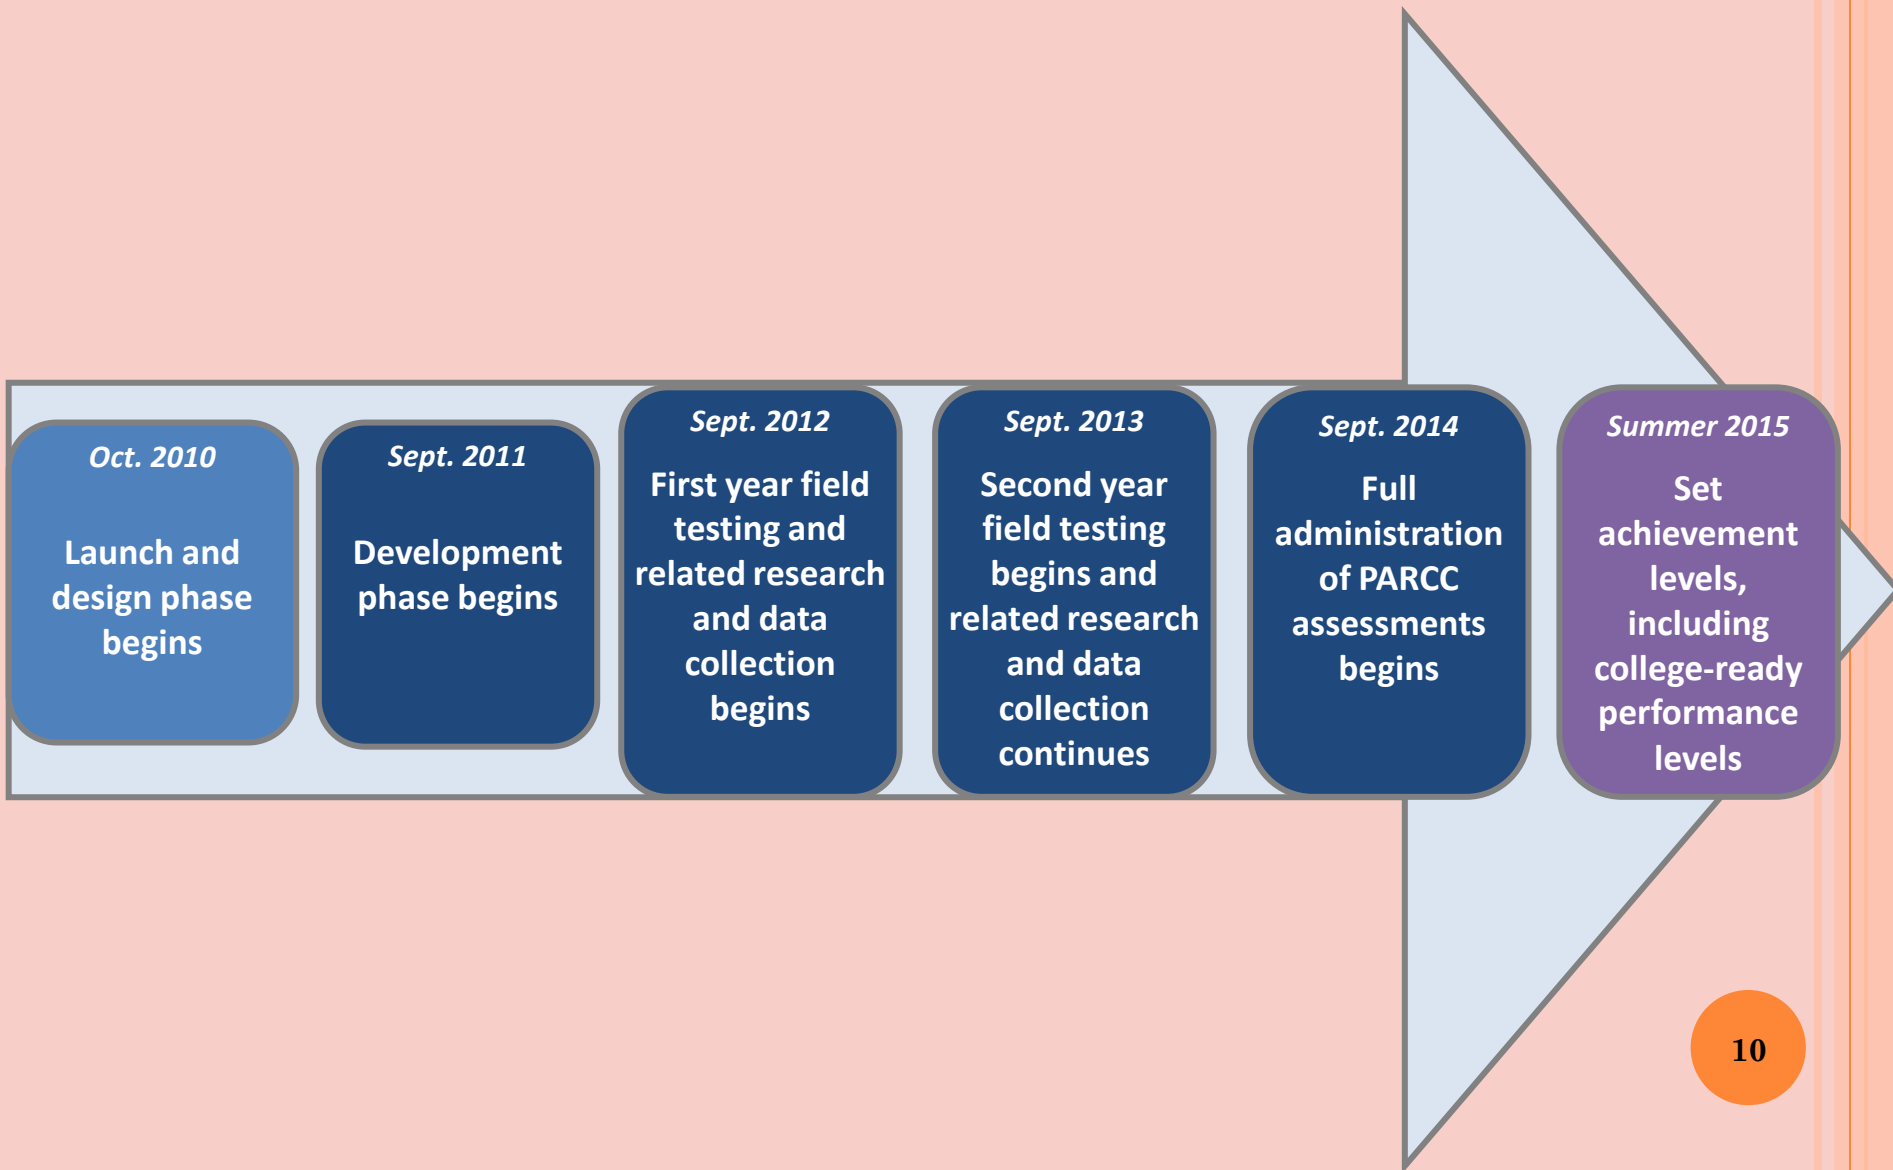 Oct. 2010
Launch and
design phase
begins
Sept. 2011
Development
phase begins
Sept. 2012
First year field
testing and
related research
and data
collection
begins
Sept. 2013
Second year
field testing
begins and
related research
and data
collection
continues
Sept. 2014
Full
administration
of PARCC
assessments
begins
Summer 2015
Set
achievement
levels,
including
college-ready
performance
levels
10